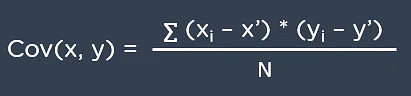 Cov(x, y) = Σ (xᵢ – x’) * (yᵢ – y’)
N